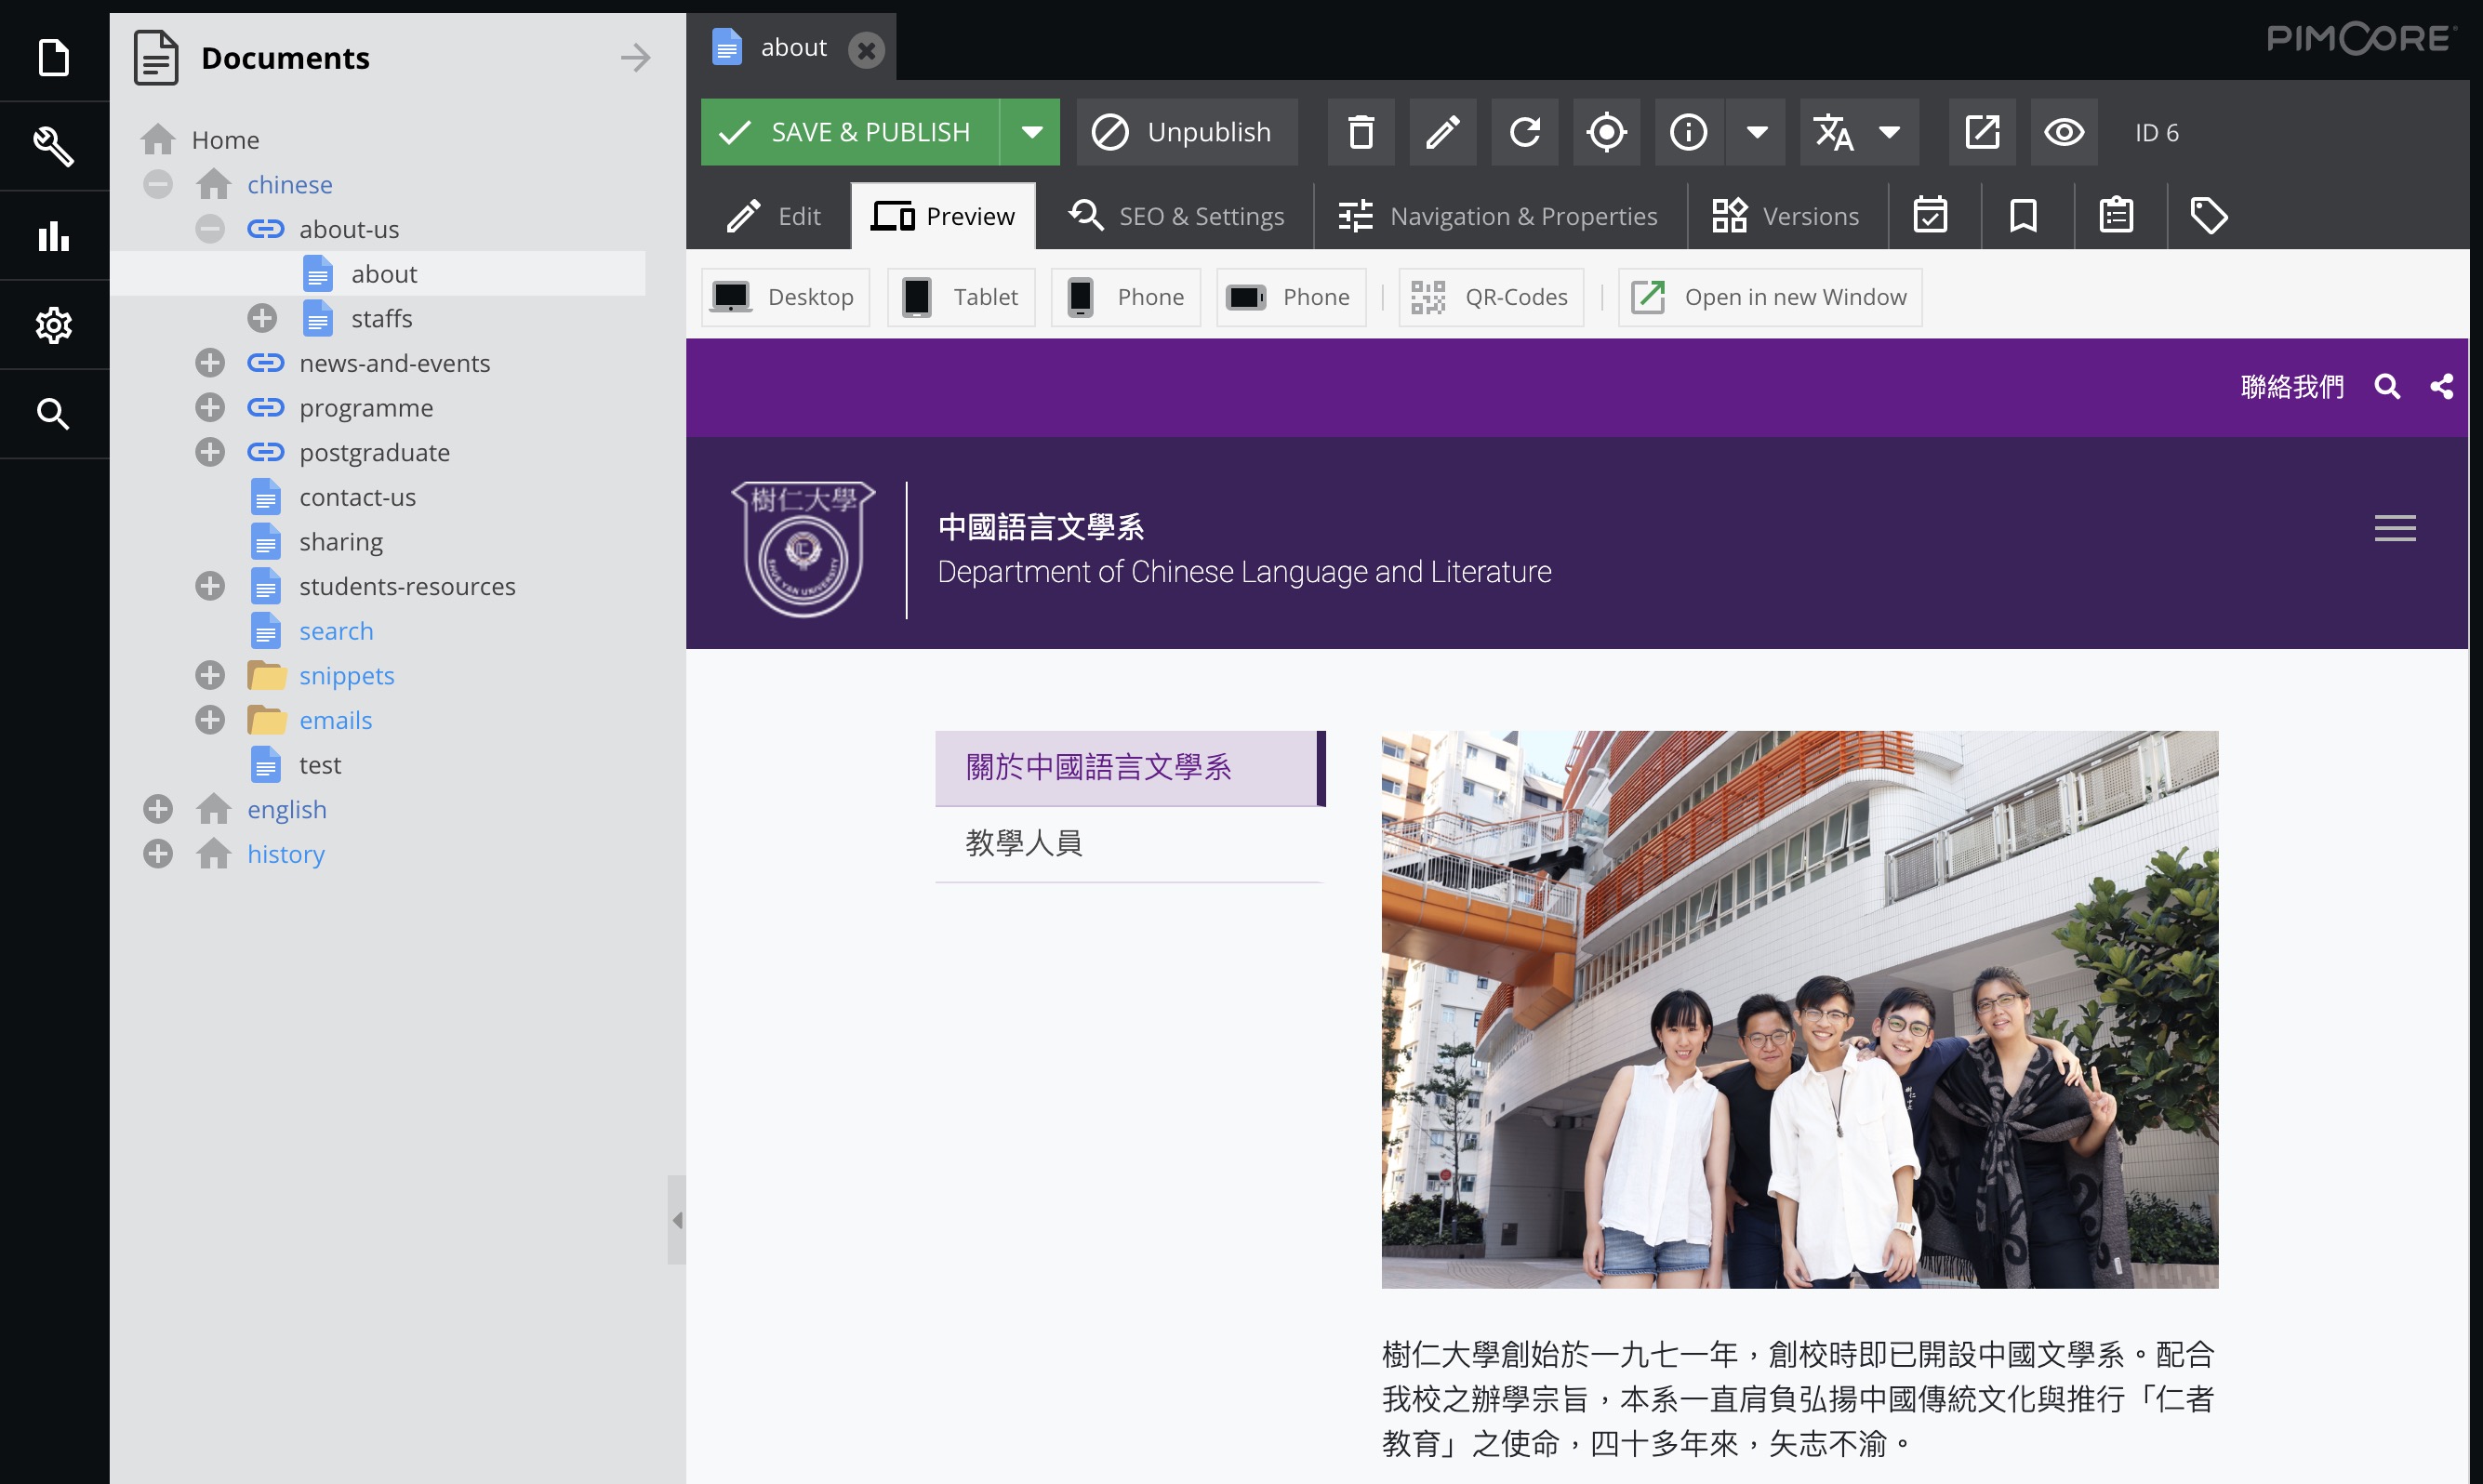 Documents
Home
chinese
about-us
about
staffs
news-and-events
programme
postgraduate
contact-us
sharing
students-resources
search
snippets
emails
test
english
history
about
PIMCORE
SAVE & PUBLISH
Unpublish
ID 6
Edit
Preview
SEO & Settings
Navigation & Properties
Versions
Desktop
Tablet
Phone
Phone
QR-Codes
Open in new Window
聯絡我們
樹仁大學
SHUE YAN UNIVERSITY
中國語言文學系
Department of Chinese Language and Literature
關於中國語言文學系
教學人員
樹仁大學創始於一九七一年，創校時即已開設中國文學系。配合
我校之辦學宗旨，本系一直肩負弘揚中國傳統文化與推行「仁者
教育」之使命，四十多年來，矢志不渝。